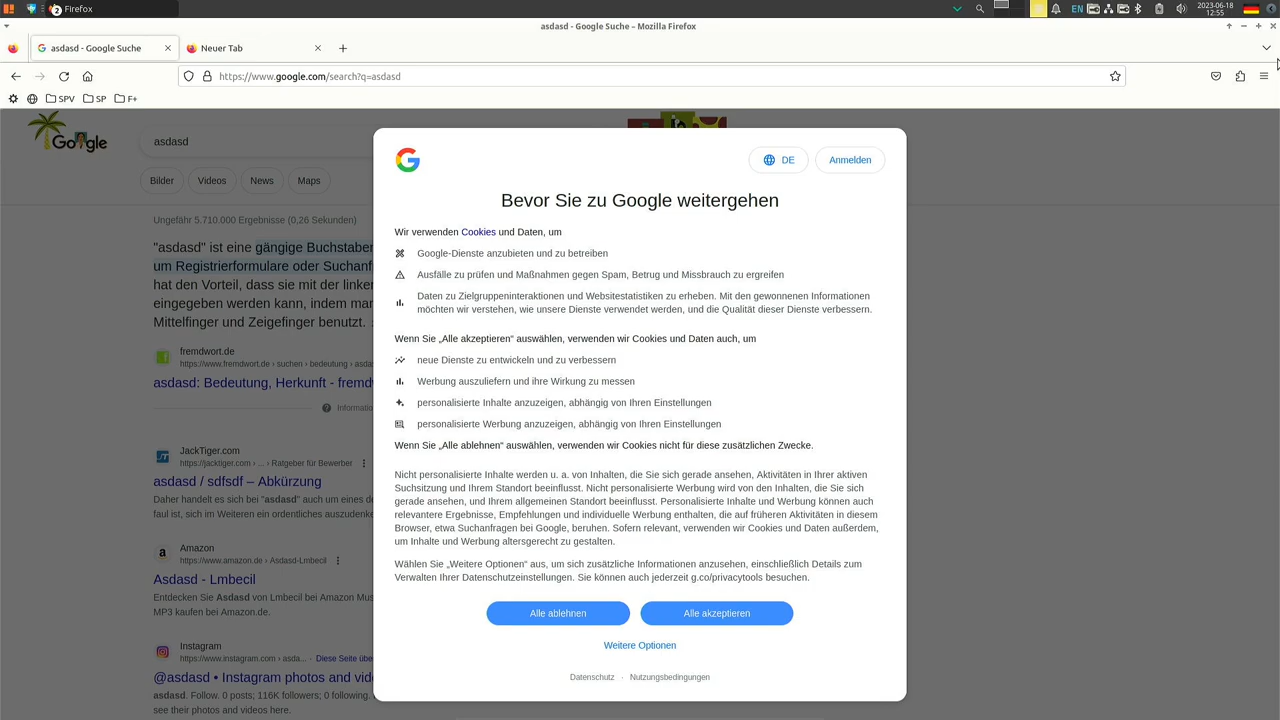 2 Firefox
EN
2023-06-18
12:55
asdasd - Google Suche – Mozilla Firefox
asdasd - Google Suche
Neuer Tab
https://www.google.com/search?q=asdasd
SPV
SP
F+
Google
asdasd
Bilder
Videos
News
Maps
Ungefähr 5.710.000 Ergebnisse (0,26 Sekunden)
"asdasd" ist eine gängige Buchstaben
um Registrierformulare oder Suchanf
hat den Vorteil, dass sie mit der linken
eingegeben werden kann, indem man
Mittelfinger und Zeigefinger benutzt.
fremdwort.de
https://www.fremdwort.de › suchen › bedeutung › asdas
asdasd: Bedeutung, Herkunft - fremdw
Information
JackTiger.com
https://jacktiger.com › ... › Ratgeber für Bewerber
asdasd / sdfsdf – Abkürzung
Daher handelt es sich bei "asdasd" auch um eines de
faul ist, sich im Weiteren ein ordentliches auszudenke
Amazon
https://www.amazon.de › Asdasd-Lmbecil
Asdasd - Lmbecil
Entdecken Sie Asdasd von Lmbecil bei Amazon Mus
MP3 kaufen bei Amazon.de.
Instagram
https://www.instagram.com › asda... · Diese Seite übe
@asdasd • Instagram photos and vide
asdasd. Follow. 0 posts; 116K followers; 0 following.
see their photos and videos here.
DE
Anmelden
Bevor Sie zu Google weitergehen
Wir verwenden Cookies und Daten, um
Google-Dienste anzubieten und zu betreiben
Ausfälle zu prüfen und Maßnahmen gegen Spam, Betrug und Missbrauch zu ergreifen
Daten zu Zielgruppeninteraktionen und Websitestatistiken zu erheben. Mit den gewonnenen Informationen
möchten wir verstehen, wie unsere Dienste verwendet werden, und die Qualität dieser Dienste verbessern.
Wenn Sie „Alle akzeptieren“ auswählen, verwenden wir Cookies und Daten auch, um
neue Dienste zu entwickeln und zu verbessern
Werbung auszuliefern und ihre Wirkung zu messen
personalisierte Inhalte anzuzeigen, abhängig von Ihren Einstellungen
personalisierte Werbung anzuzeigen, abhängig von Ihren Einstellungen
Wenn Sie „Alle ablehnen“ auswählen, verwenden wir Cookies nicht für diese zusätzlichen Zwecke.
Nicht personalisierte Inhalte werden u. a. von Inhalten, die Sie sich gerade ansehen, Aktivitäten in Ihrer aktiven
Suchsitzung und Ihrem Standort beeinflusst. Nicht personalisierte Werbung wird von den Inhalten, die Sie sich
gerade ansehen, und Ihrem allgemeinen Standort beeinflusst. Personalisierte Inhalte und Werbung können auch
relevantere Ergebnisse, Empfehlungen und individuelle Werbung enthalten, die auf früheren Aktivitäten in diesem
Browser, etwa Suchanfragen bei Google, beruhen. Sofern relevant, verwenden wir Cookies und Daten außerdem,
um Inhalte und Werbung altersgerecht zu gestalten.
Wählen Sie „Weitere Optionen“ aus, um sich zusätzliche Informationen anzusehen, einschließlich Details zum
Verwalten Ihrer Datenschutzeinstellungen. Sie können auch jederzeit g.co/privacytools besuchen.
Alle ablehnen
Alle akzeptieren
Weitere Optionen
Datenschutz · Nutzungsbedingungen